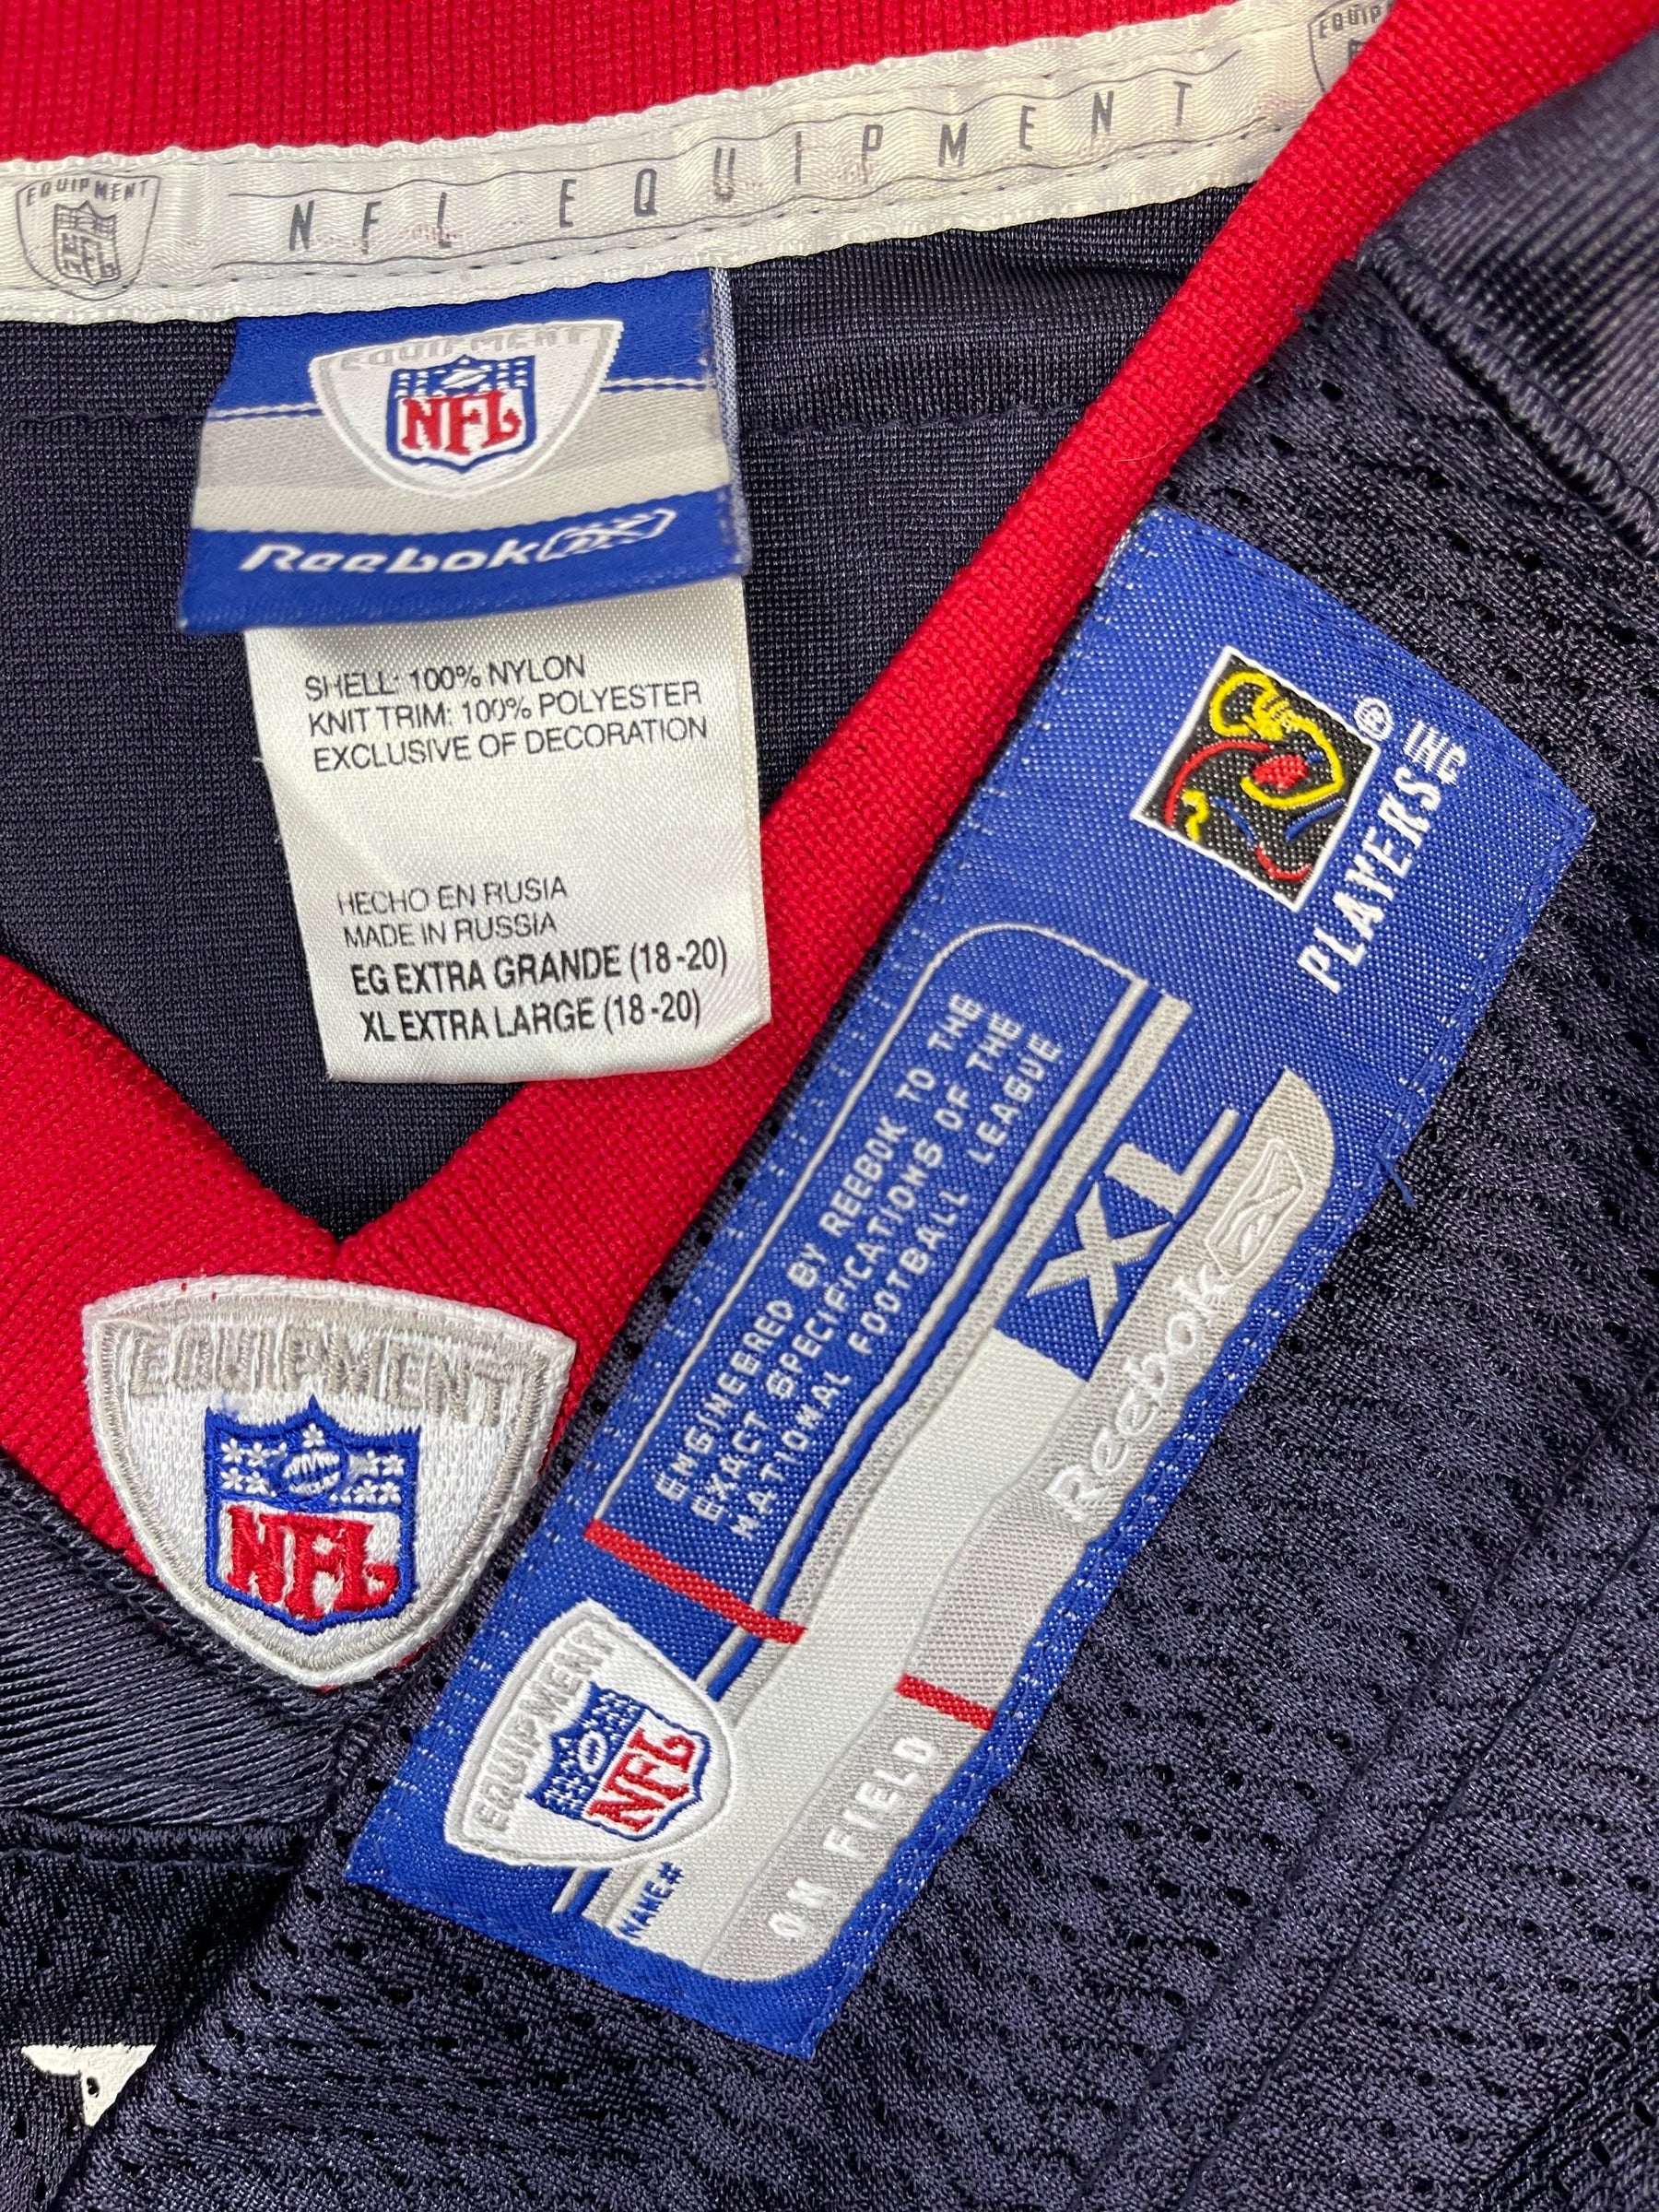 EQUIPMENT
NFL
NFL EQUIPMENT
EQUIP
EQUIPMENT
NFL
Reebok
SHELL: 100% NYLON
KNIT TRIM: 100% POLYESTER
EXCLUSIVE OF DECORATION
HECHO EN RUSIA
MADE IN RUSSIA
EG EXTRA GRANDE (18-20)
XL EXTRA LARGE (18-20)
® PLAYERS INC
ENGINEERED BY REEBOK TO THE
EXACT SPECIFICATIONS OF THE
NATIONAL FOOTBALL LEAGUE
XL
Reebok
EQUIPMENT
NFL
NAME:#
ON FIELD
EQUIPMENT
NFL